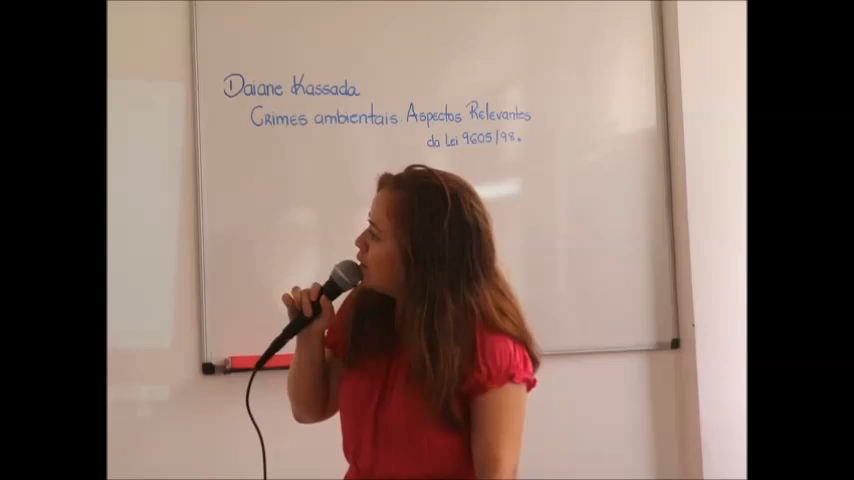 Daiane Kassada
Crimes ambientais. Aspectos Relevantes
da Lei 9605/98.